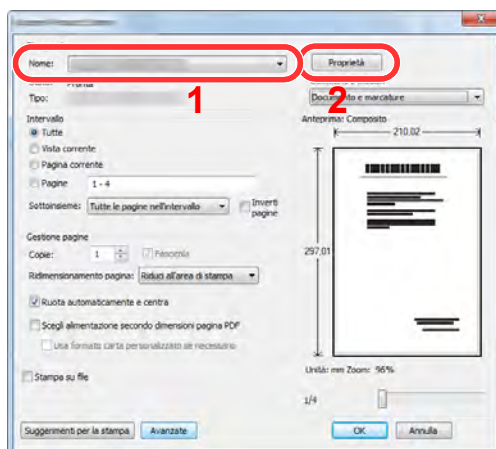 Nome:
Proprietà
1
2
Tipo:
Documento e marcature
Intervallo
Anteprima: Composito
Tutte
210,02
Vista corrente
Pagina corrente
Pagine
1 - 4
Sottoinsieme:
Tutte le pagine nell'intervallo
Inverti
pagine
Gestione pagine
Copie:
1
Fascicola
297,01
Ridimensionamento pagina:
Riduci all'area di stampa
Ruota automaticamente e centra
Scegli alimentazione secondo dimensioni pagina PDF
Usa formato carta personalizzato se necessario
Unità: mm Zoom: 96%
Stampa su file
1/4
Suggerimenti per la stampa
Avanzate
OK
Annulla